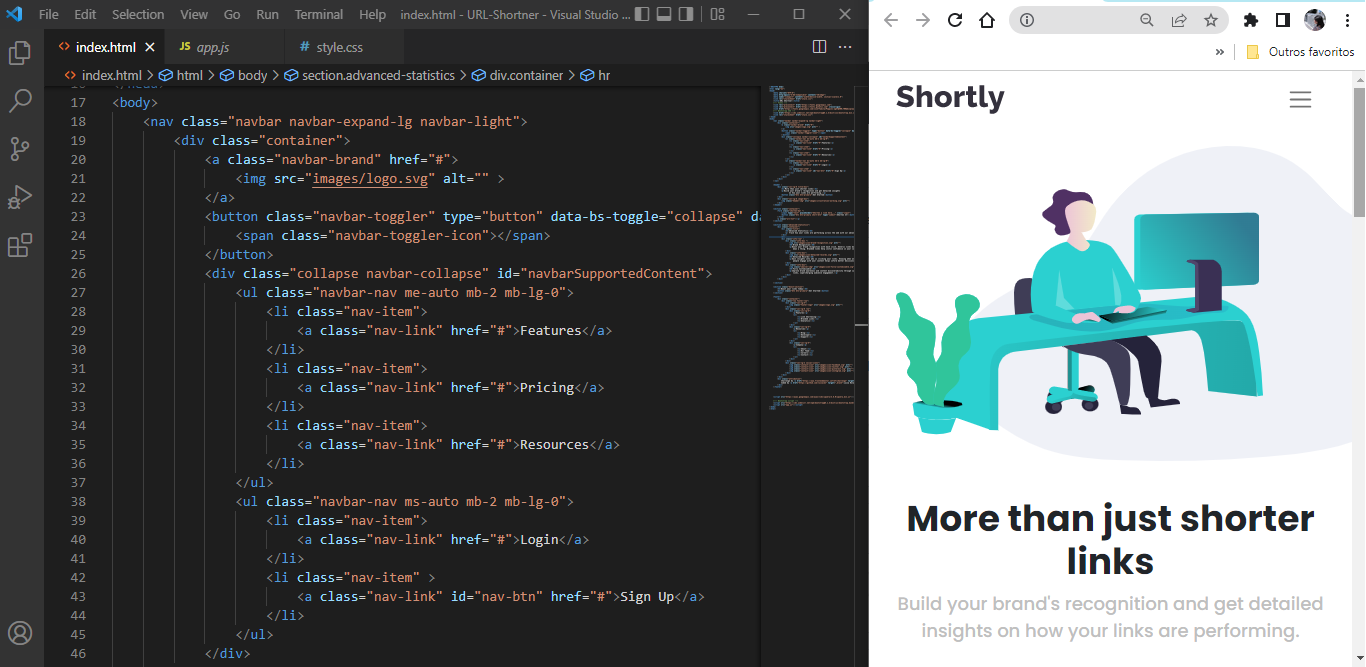 File Edit Selection View Go Run Terminal Help index.html - URL-Shortner - Visual Studio ...
index.html JS app.js # style.css
index.html > html > body > section.advanced-statistics > div.container > hr
17 <body>
18 <nav class="navbar navbar-expand-lg navbar-light">
19 <div class="container">
20 <a class="navbar-brand" href="#">
21 <img src="images/logo.svg" alt="" >
22 </a>
23 <button class="navbar-toggler" type="button" data-bs-toggle="collapse" da
24 <span class="navbar-toggler-icon"></span>
25 </button>
26 <div class="collapse navbar-collapse" id="navbarSupportedContent">
27 <ul class="navbar-nav me-auto mb-2 mb-lg-0">
28 <li class="nav-item">
29 <a class="nav-link" href="#">Features</a>
30 </li>
31 <li class="nav-item">
32 <a class="nav-link" href="#">Pricing</a>
33 </li>
34 <li class="nav-item">
35 <a class="nav-link" href="#">Resources</a>
36 </li>
37 </ul>
38 <ul class="navbar-nav ms-auto mb-2 mb-lg-0">
39 <li class="nav-item">
40 <a class="nav-link" href="#">Login</a>
41 </li>
42 <li class="nav-item" >
43 <a class="nav-link" id="nav-btn" href="#">Sign Up</a>
44 </li>
45 </ul>
46 </div>
» Outros favoritos
Shortly
More than just shorter
links
Build your brand's recognition and get detailed
insights on how your links are performing.